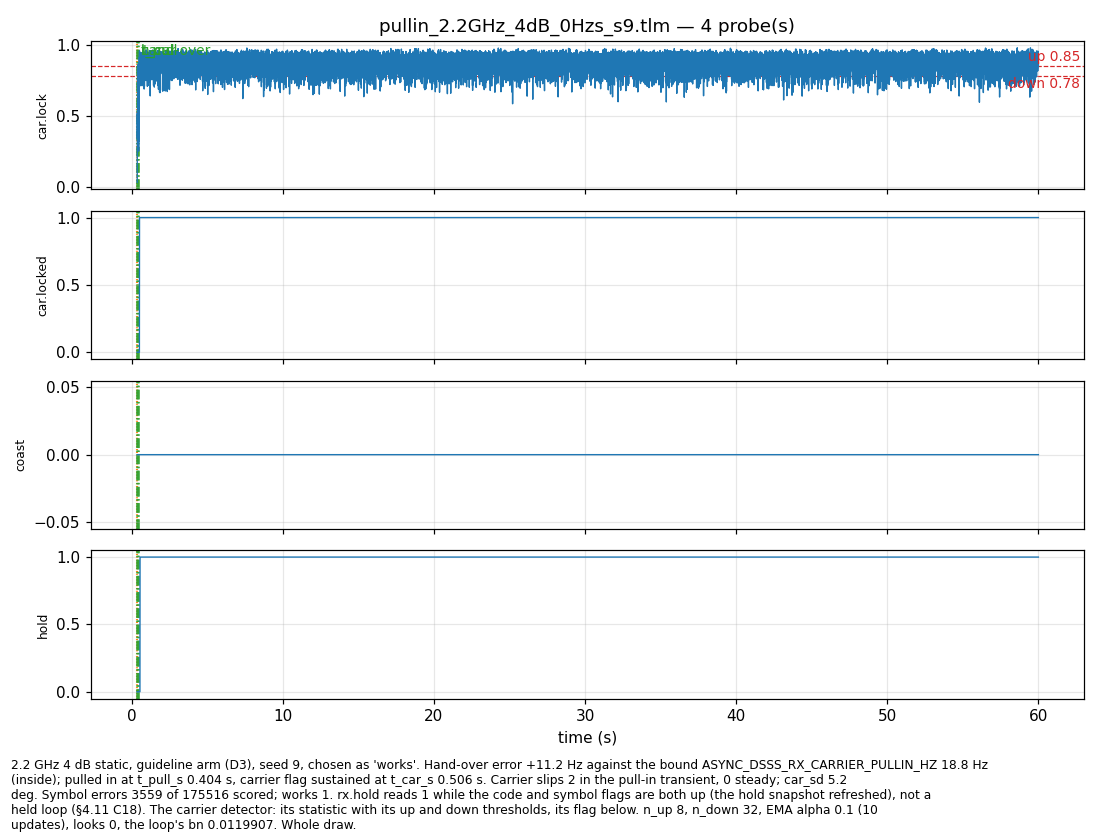 pullin_2.2GHz_4dB_0Hzs_s9.tlm — 4 probe(s)
1.0
0.5
0.0
car.lock
up 0.85
down 0.78
1.0
0.5
0.0
car.locked
0.05
0.00
−0.05
coast
1.0
0.5
0.0
hold
0 10 20 30 40 50 60
time (s)
2.2 GHz 4 dB static, guideline arm (D3), seed 9, chosen as 'works'. Hand-over error +11.2 Hz against the bound ASYNC_DSSS_RX_CARRIER_PULLIN_HZ 18.8 Hz
(inside); pulled in at t_pull_s 0.404 s, carrier flag sustained at t_car_s 0.506 s. Carrier slips 2 in the pull-in transient, 0 steady; car_sd 5.2
deg. Symbol errors 3559 of 175516 scored; works 1. rx.hold reads 1 while the code and symbol flags are both up (the hold snapshot refreshed), not a
held loop (§4.11 C18). The carrier detector: its statistic with its up and down thresholds, its flag below. n_up 8, n_down 32, EMA alpha 0.1 (10
updates), looks 0, the loop's bn 0.0119907. Whole draw.